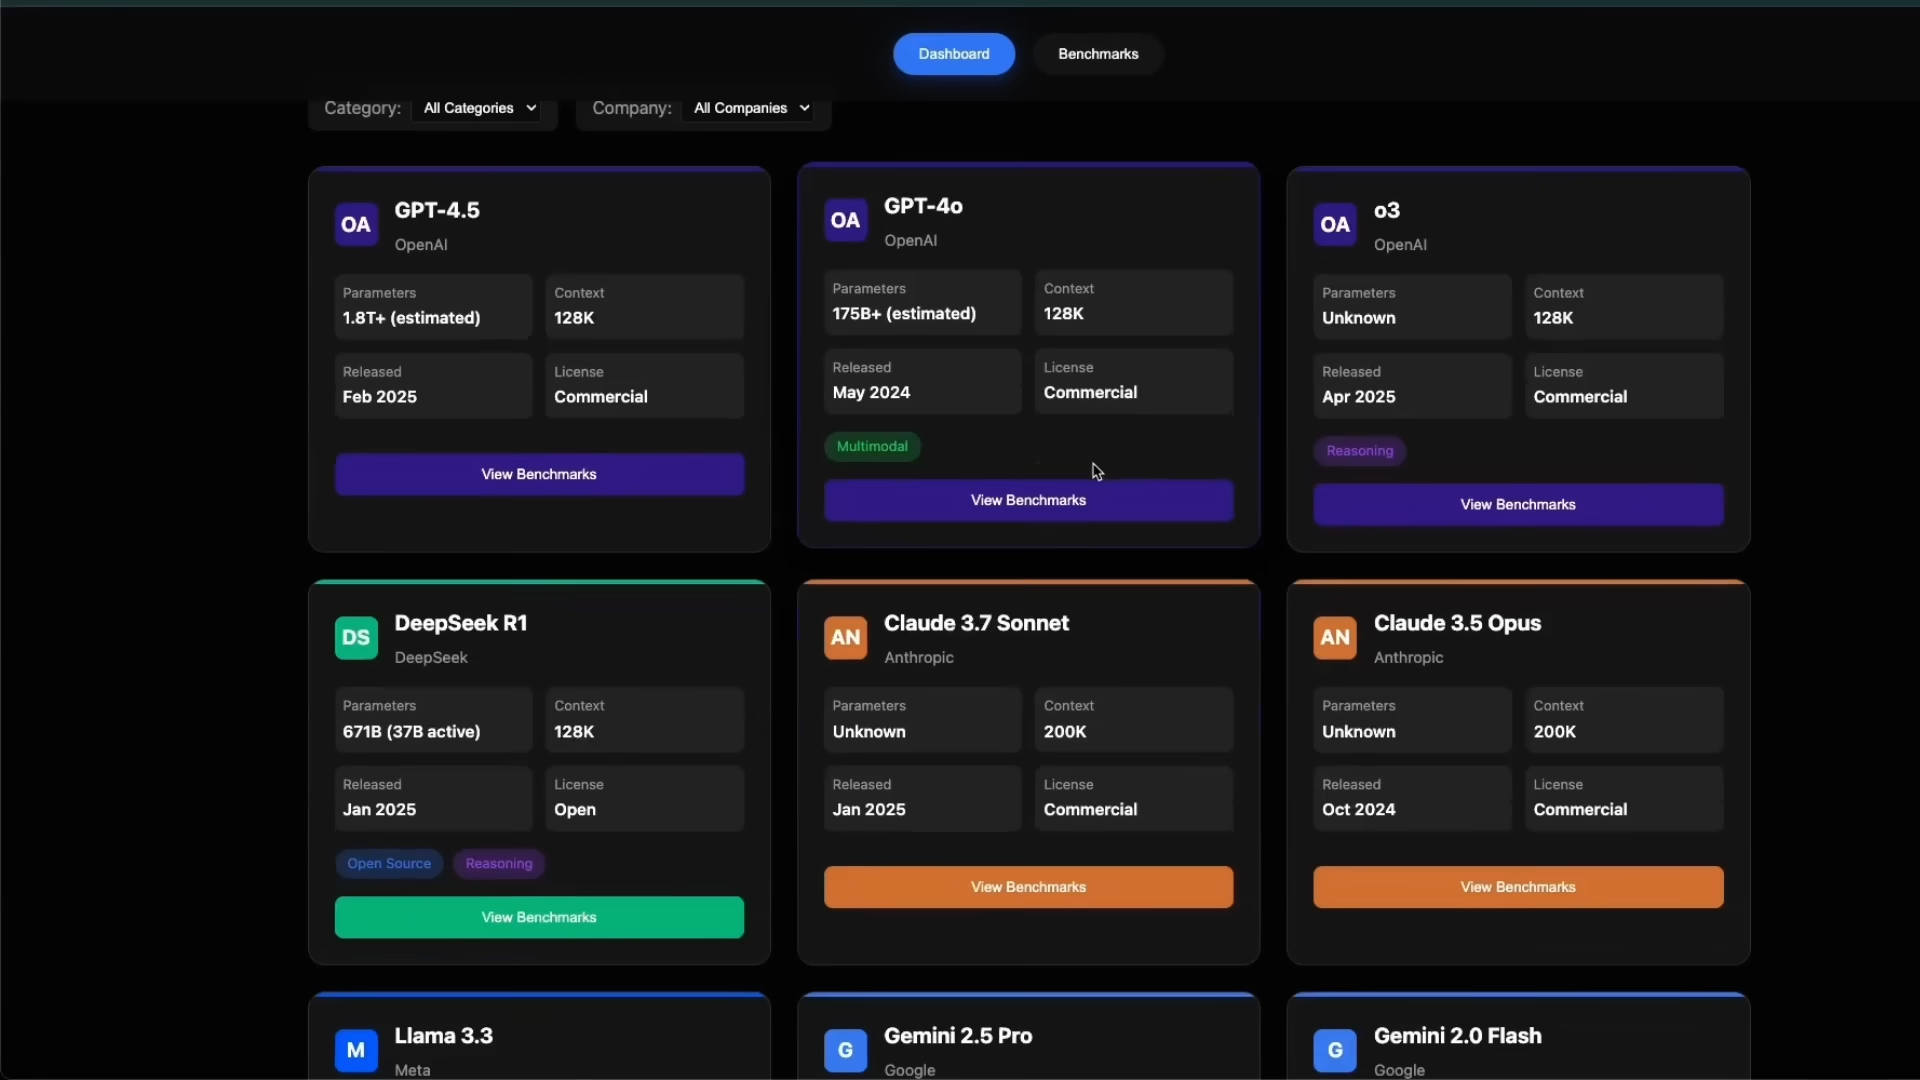 Dashboard
Benchmarks
Category: All Categories
Company: All Companies
OA
GPT-4.5
OpenAI
Parameters
1.8T+ (estimated)
Context
128K
Released
Feb 2025
License
Commercial
View Benchmarks
OA
GPT-4o
OpenAI
Parameters
175B+ (estimated)
Context
128K
Released
May 2024
License
Commercial
Multimodal
View Benchmarks
OA
o3
OpenAI
Parameters
Unknown
Context
128K
Released
Apr 2025
License
Commercial
Reasoning
View Benchmarks
DS
DeepSeek R1
DeepSeek
Parameters
671B (37B active)
Context
128K
Released
Jan 2025
License
Open
Open Source
Reasoning
View Benchmarks
AN
Claude 3.7 Sonnet
Anthropic
Parameters
Unknown
Context
200K
Released
Jan 2025
License
Commercial
View Benchmarks
AN
Claude 3.5 Opus
Anthropic
Parameters
Unknown
Context
200K
Released
Oct 2024
License
Commercial
View Benchmarks
M
Llama 3.3
Meta
G
Gemini 2.5 Pro
Google
G
Gemini 2.0 Flash
Google